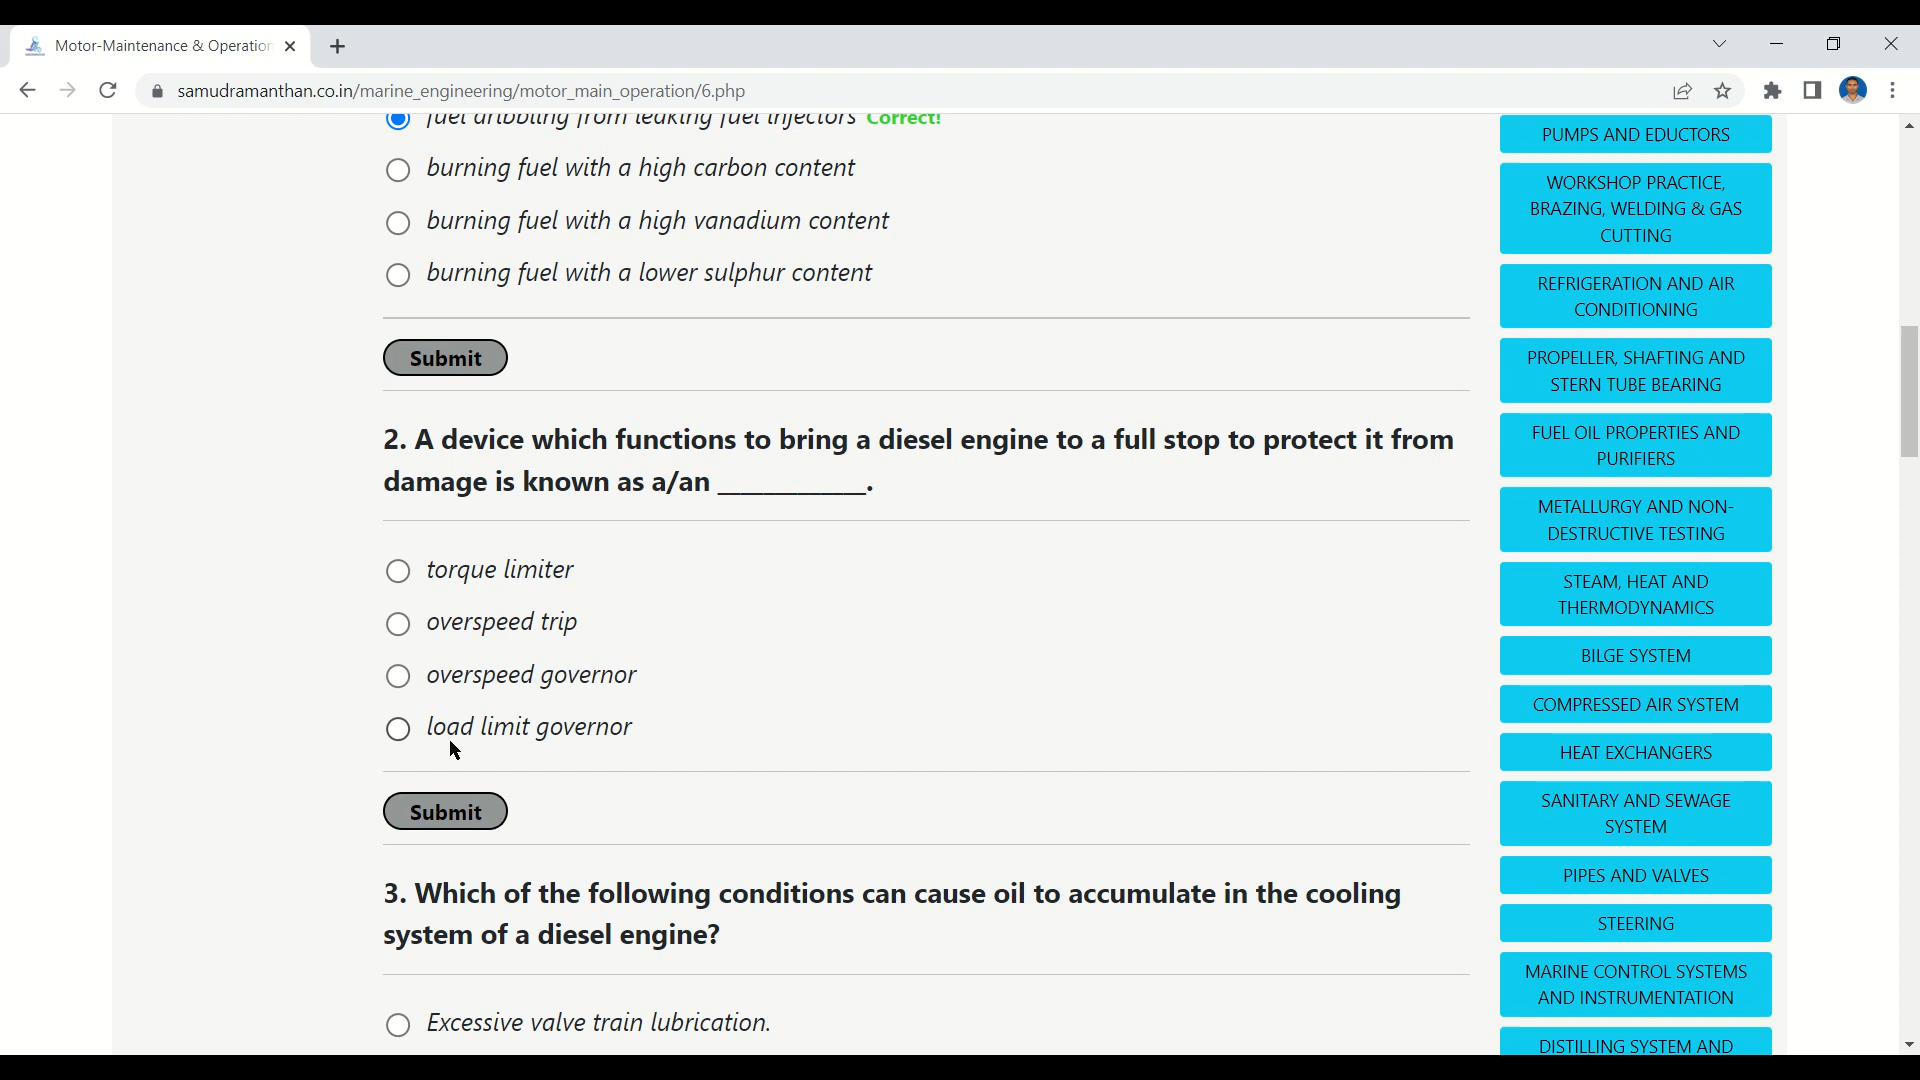 Motor-Maintenance & Operation
samudramanthan.co.in/marine_engineering/motor_main_operation/6.php
fuel dribbling from leaking fuel injectors Correct!
burning fuel with a high carbon content
burning fuel with a high vanadium content
burning fuel with a lower sulphur content
Submit
2. A device which functions to bring a diesel engine to a full stop to protect it from
damage is known as a/an ____________.
torque limiter
overspeed trip
overspeed governor
load limit governor
Submit
3. Which of the following conditions can cause oil to accumulate in the cooling
system of a diesel engine?
Excessive valve train lubrication.
PUMPS AND EDUCTORS
WORKSHOP PRACTICE,
BRAZING, WELDING & GAS
CUTTING
REFRIGERATION AND AIR
CONDITIONING
PROPELLER, SHAFTING AND
STERN TUBE BEARING
FUEL OIL PROPERTIES AND
PURIFIERS
METALLURGY AND NON-
DESTRUCTIVE TESTING
STEAM, HEAT AND
THERMODYNAMICS
BILGE SYSTEM
COMPRESSED AIR SYSTEM
HEAT EXCHANGERS
SANITARY AND SEWAGE
SYSTEM
PIPES AND VALVES
STEERING
MARINE CONTROL SYSTEMS
AND INSTRUMENTATION
DISTILLING SYSTEM AND